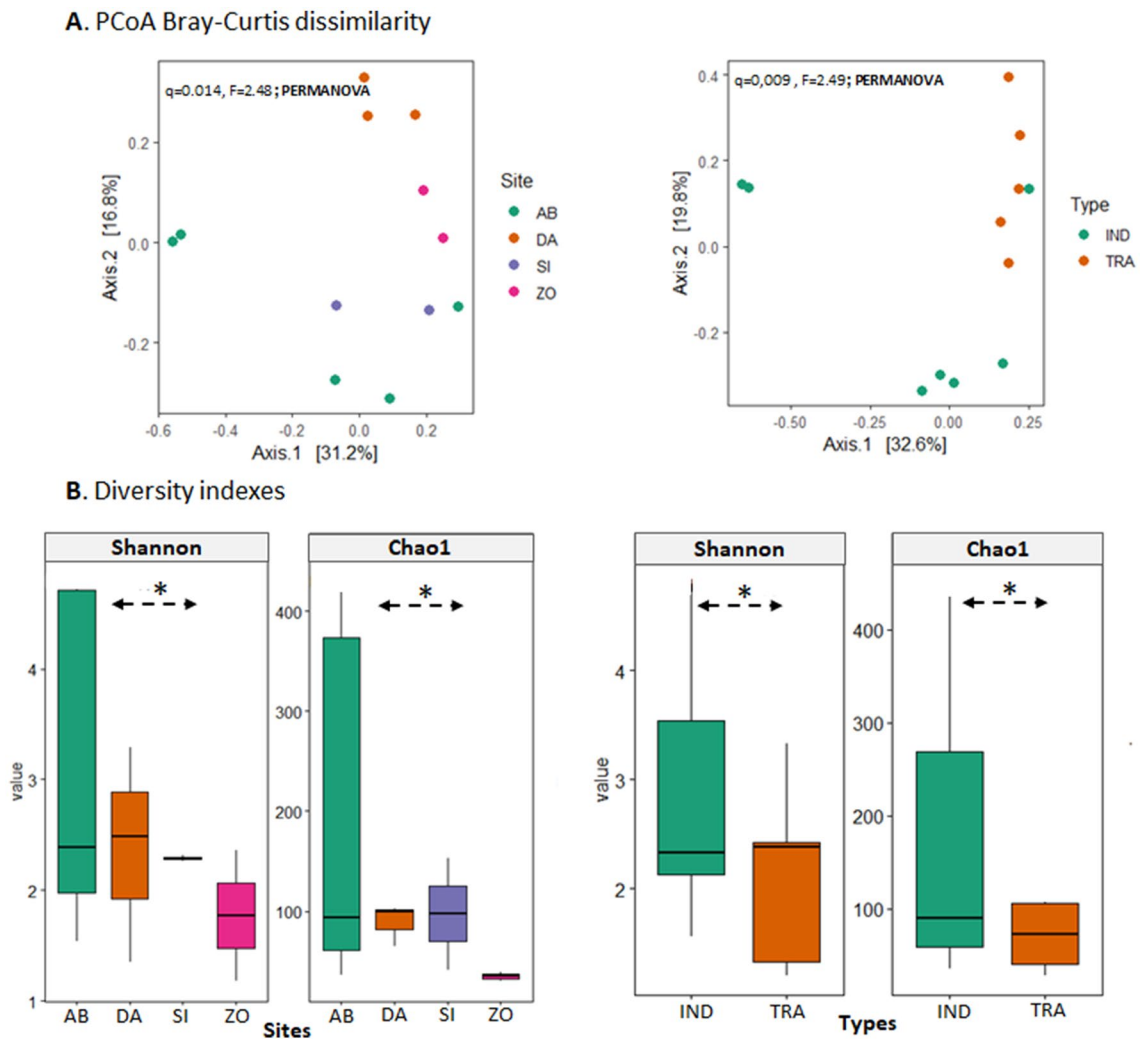 A. PCoA Bray-Curtis dissimilarity
q=0.014, F=2.48; PERMANOVA
0.2
0.0
-0.2
Axis.2 [16.8%]
-0.6 -0.4 -0.2 0.0 0.2
Axis.1 [31.2%]
Site
AB
DA
SI
ZO
q=0,009 , F=2.49; PERMANOVA
0.4
0.2
0.0
-0.2
Axis.2 [19.8%]
-0.50 -0.25 0.00 0.25
Axis.1 [32.6%]
Type
IND
TRA
B. Diversity indexes
Shannon
*
4
3
2
1
value
AB DA SI ZO
Chao1
*
400
300
200
100
AB DA SI ZO
Sites
Shannon
*
4
3
2
value
IND TRA
Chao1
*
400
300
200
100
IND TRA
Types